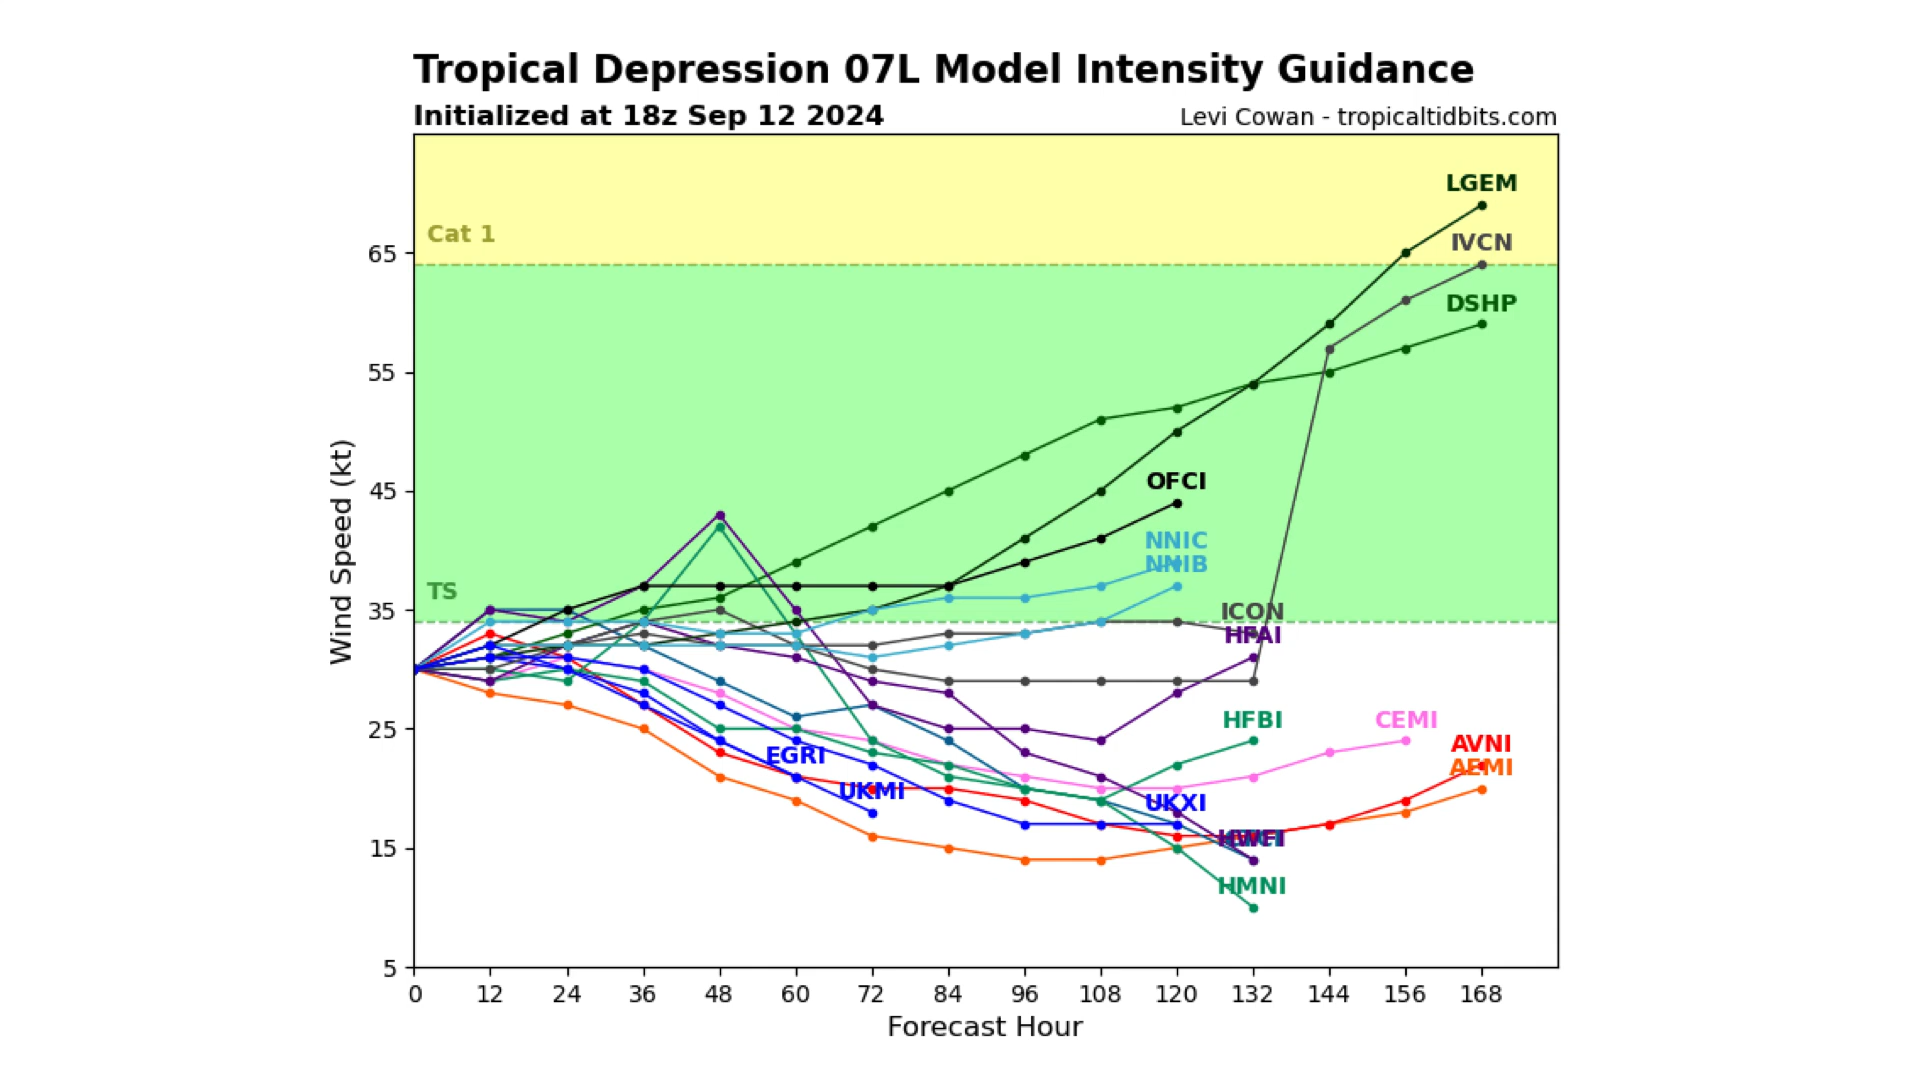 Tropical Depression 07L Model Intensity Guidance
Initialized at 18z Sep 12 2024
Levi Cowan - tropicaltidbits.com
LGEM
IVCN
Cat 1
65
DSHP
55
OFCI
45
NNIC
NNIB
TS
35
ICON
HFAI
HFBI
CEMI
25
AVNI
EGRI
AEMI
UKMI
UKXI
15
HWFI
HMNI
5
0 12 24 36 48 60 72 84 96 108 120 132 144 156 168
Wind Speed (kt)
Forecast Hour